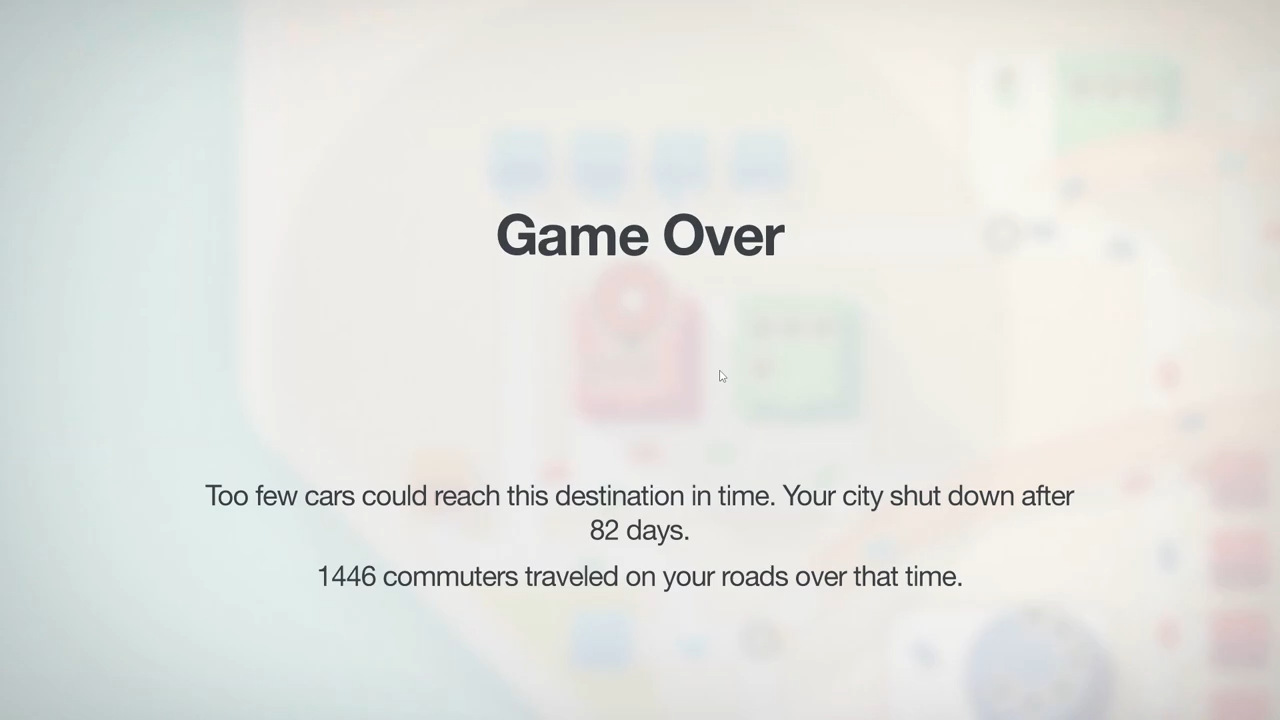 Game Over
Too few cars could reach this destination in time. Your city shut down after
82 days.
1446 commuters traveled on your roads over that time.